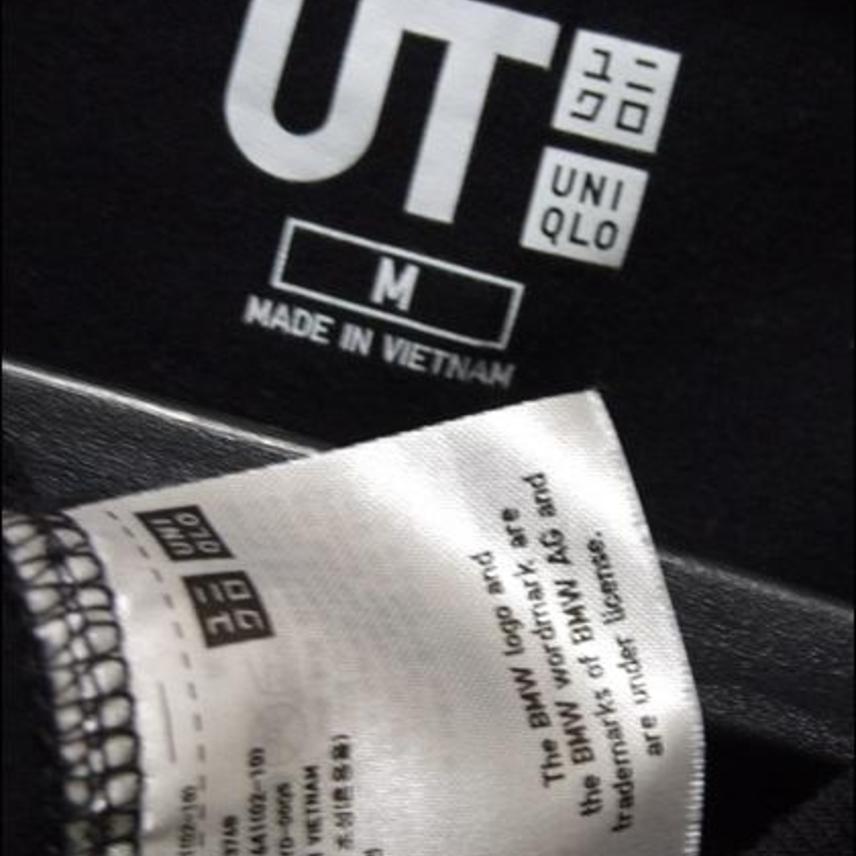 UT
ユニ
クロ
UNI
QLO
M
MADE IN VIETNAM
UNI
QLO
ユニ
クロ
The BMW logo and
the BMW wordmark are
trademarks of BMW AG and
are under license.
VIETNAM